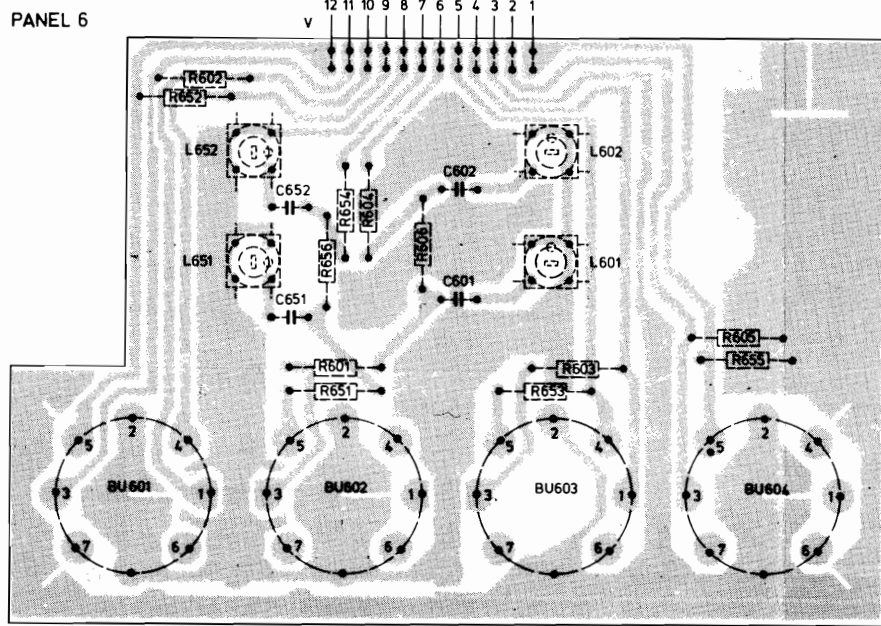 PANEL 6
V 12 11 10 9 8 7 6 5 4 3 2 1
R602
R652
L652
L602
C652
R654
R604
C602
L651
R656
R606
L601
C651
C601
R601
R651
R603
R653
R605
R655
2
5 4
BU601
3 1
7 6
2
5 4
BU602
3 1
7 6
2
5 4
BU603
3 1
7 6
2
5 4
BU604
3 1
7 6